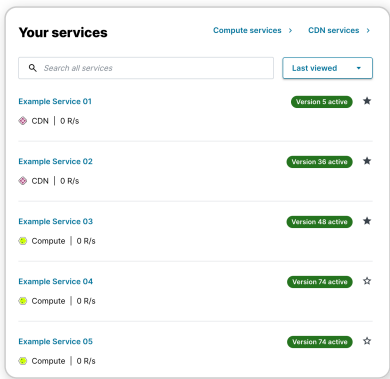 Your services
Compute services
CDN services
Search all services
Last viewed
Example Service 01
Version 5 active
CDN | 0 R/s
Example Service 02
Version 36 active
CDN | 0 R/s
Example Service 03
Version 48 active
Compute | 0 R/s
Example Service 04
Version 74 active
Compute | 0 R/s
Example Service 05
Version 74 active
Compute | 0 R/s